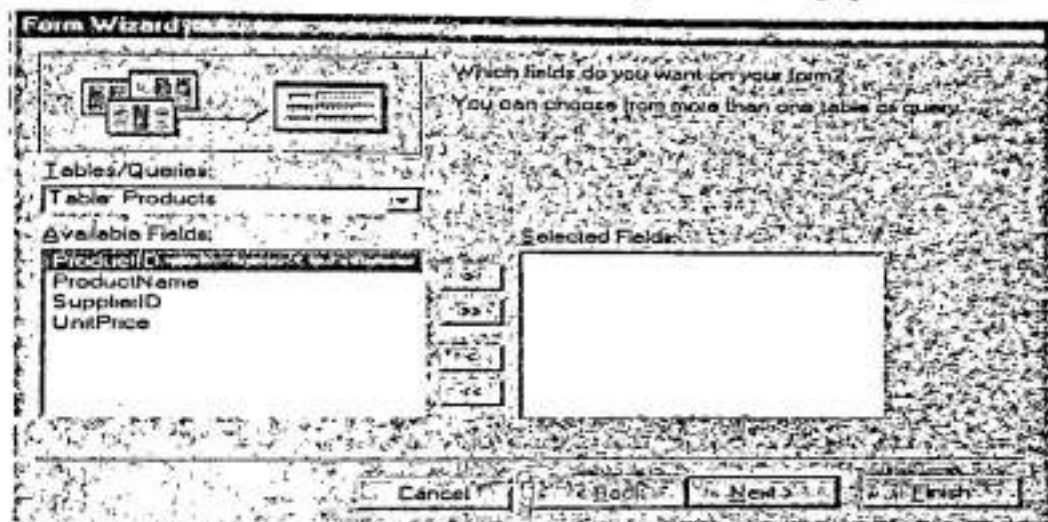 Form Wizard
Which fields do you want on your form?
You can choose from more than one table or query.
Tables/Queries:
Table: Products
Available Fields:
Selected Fields:
ProductID
ProductName
SupplierID
UnitPrice
>
>>
<
<<
Cancel
< Back
Next >
Finish